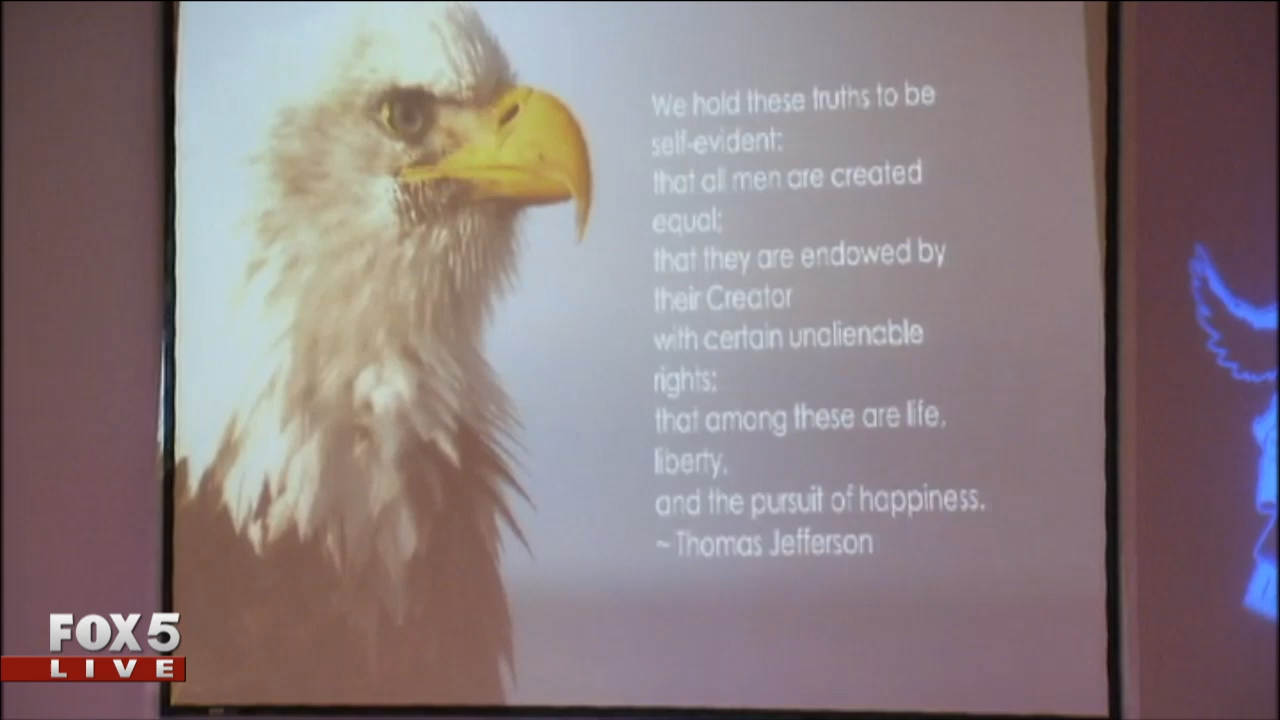 We hold these truths to be
self-evident:
that all men are created
equal;
that they are endowed by
their Creator
with certain unalienable
rights;
that among these are life,
liberty,
and the pursuit of happiness.
~ Thomas Jefferson
FOX 5
LIVE